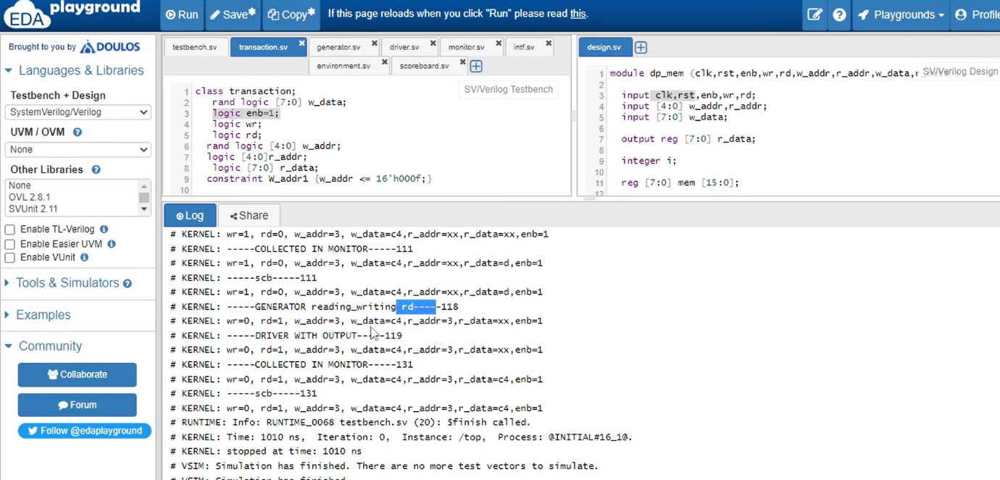 EDA playground
Run
Save*
Copy*
If this page reloads when you click "Run" please read this.
Playgrounds
Profile
Brought to you by DOULOS
Languages & Libraries
Testbench + Design
SystemVerilog/Verilog
UVM / OVM
None
Other Libraries
None
OVL 2.8.1
SVUnit 2.11
Enable TL-Verilog
Enable Easier UVM
Enable VUnit
Tools & Simulators
Examples
Community
Collaborate
Forum
Follow @edaplayground
testbench.sv
transaction.sv
generator.sv
driver.sv
monitor.sv
intf.sv
environment.sv
scoreboard.sv
SV/Verilog Testbench
1 class transaction;
2 rand logic [7:0] w_data;
3 logic enb=1;
4 logic wr;
5 logic rd;
6 rand logic [4:0] w_addr;
7 logic [4:0]r_addr;
8 logic [7:0] r_data;
9 constraint W_addr1 {w_addr <= 16'h000f;}
10
design.sv
SV/Verilog Design
1 module dp_mem (clk,rst,enb,wr,rd,w_addr,r_addr,w_data,r_
2
3 input clk,rst,enb,wr,rd;
4 input [4:0] w_addr,r_addr;
5 input [7:0] w_data;
6
7 output reg [7:0] r_data;
8
9 integer i;
10
11 reg [7:0] mem [15:0];
12
Log
Share
# KERNEL: wr=1, rd=0, w_addr=3, w_data=c4,r_addr=xx,r_data=xx,enb=1
# KERNEL: -----COLLECTED IN MONITOR-----111
# KERNEL: wr=1, rd=0, w_addr=3, w_data=c4,r_addr=xx,r_data=d,enb=1
# KERNEL: -----scb-----111
# KERNEL: wr=1, rd=0, w_addr=3, w_data=c4,r_addr=xx,r_data=d,enb=1
# KERNEL: -----GENERATOR reading_writing rd-----118
# KERNEL: wr=0, rd=1, w_addr=3, w_data=c4,r_addr=3,r_data=xx,enb=1
# KERNEL: -----DRIVER WITH OUTPUT-----119
# KERNEL: wr=0, rd=1, w_addr=3, w_data=c4,r_addr=3,r_data=xx,enb=1
# KERNEL: -----COLLECTED IN MONITOR-----131
# KERNEL: wr=0, rd=1, w_addr=3, w_data=c4,r_addr=3,r_data=c4,enb=1
# KERNEL: -----scb-----131
# KERNEL: wr=0, rd=1, w_addr=3, w_data=c4,r_addr=3,r_data=c4,enb=1
# RUNTIME: Info: RUNTIME_0068 testbench.sv (20): $finish called.
# KERNEL: Time: 1010 ns, Iteration: 0, Instance: /top, Process: @INITIAL#16_1@.
# KERNEL: stopped at time: 1010 ns
# VSIM: Simulation has finished. There are no more test vectors to simulate.
# VSIM: Simulation has finished.